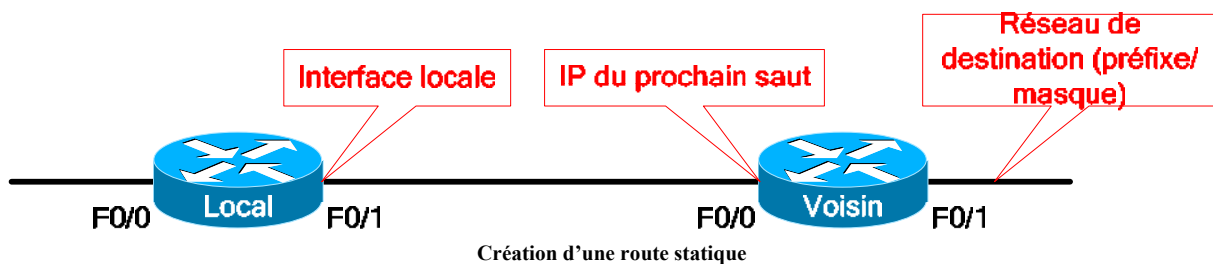 Réseau de
destination (préfixe/
masque)
Interface locale
IP du prochain saut
F0/0
Local
F0/1
F0/0
Voisin
F0/1
Création d’une route statique